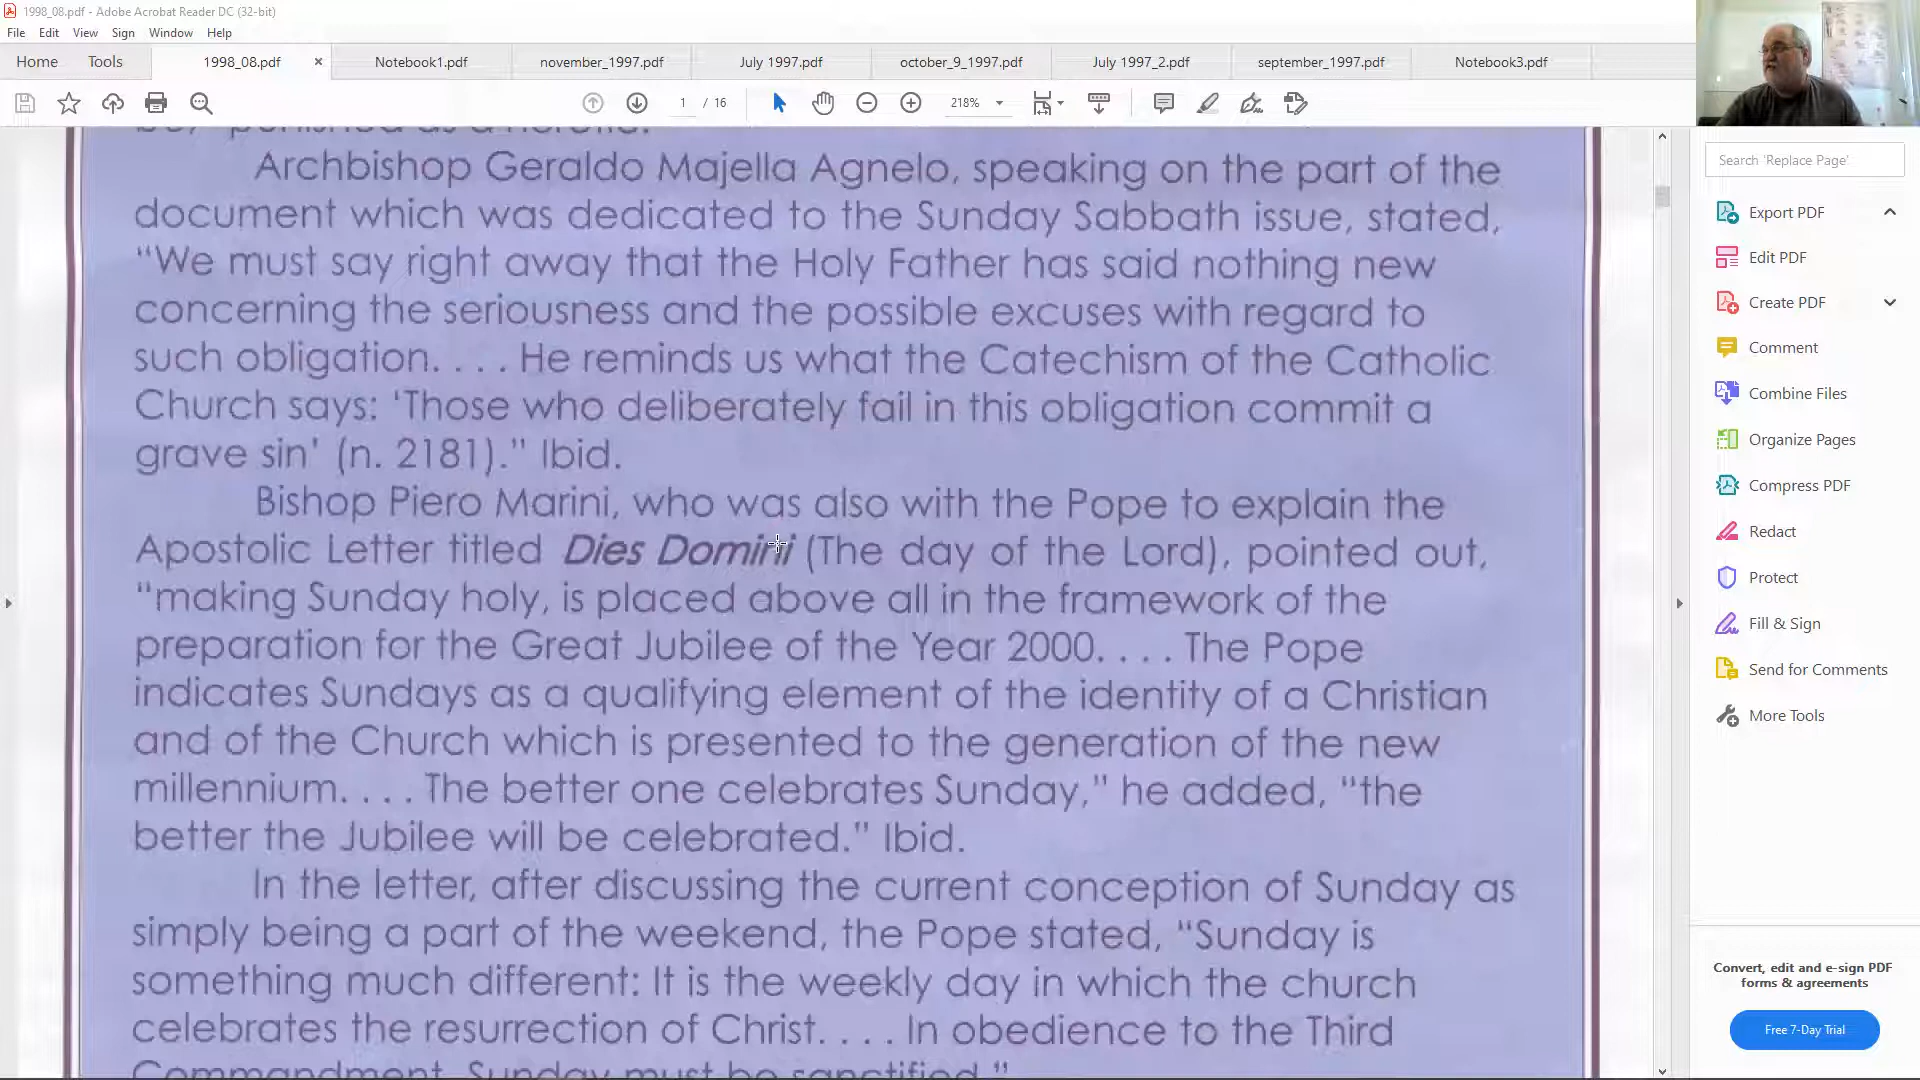 1998_08.pdf - Adobe Acrobat Reader DC (32-bit)
File Edit View Sign Window Help
Home Tools 1998_08.pdf × Notebook1.pdf november_1997.pdf July 1997.pdf october_9_1997.pdf July 1997_2.pdf september_1997.pdf Notebook3.pdf
1 / 16 218%
be, "punished as a heretic."
Archbishop Geraldo Majella Agnelo, speaking on the part of the
document which was dedicated to the Sunday Sabbath issue, stated,
"We must say right away that the Holy Father has said nothing new
concerning the seriousness and the possible excuses with regard to
such obligation. . . . He reminds us what the Catechism of the Catholic
Church says: 'Those who deliberately fail in this obligation commit a
grave sin' (n. 2181)." Ibid.
Bishop Piero Marini, who was also with the Pope to explain the
Apostolic Letter titled Dies Domini (The day of the Lord), pointed out,
"making Sunday holy, is placed above all in the framework of the
preparation for the Great Jubilee of the Year 2000. . . . The Pope
indicates Sundays as a qualifying element of the identity of a Christian
and of the Church which is presented to the generation of the new
millennium. . . . The better one celebrates Sunday," he added, "the
better the Jubilee will be celebrated." Ibid.
In the letter, after discussing the current conception of Sunday as
simply being a part of the weekend, the Pope stated, "Sunday is
something much different: It is the weekly day in which the church
celebrates the resurrection of Christ. . . . In obedience to the Third
Commandment, Sunday must be sanctified."
Search 'Replace Page'
Export PDF
Edit PDF
Create PDF
Comment
Combine Files
Organize Pages
Compress PDF
Redact
Protect
Fill & Sign
Send for Comments
More Tools
Convert, edit and e-sign PDF
forms & agreements
Free 7-Day Trial